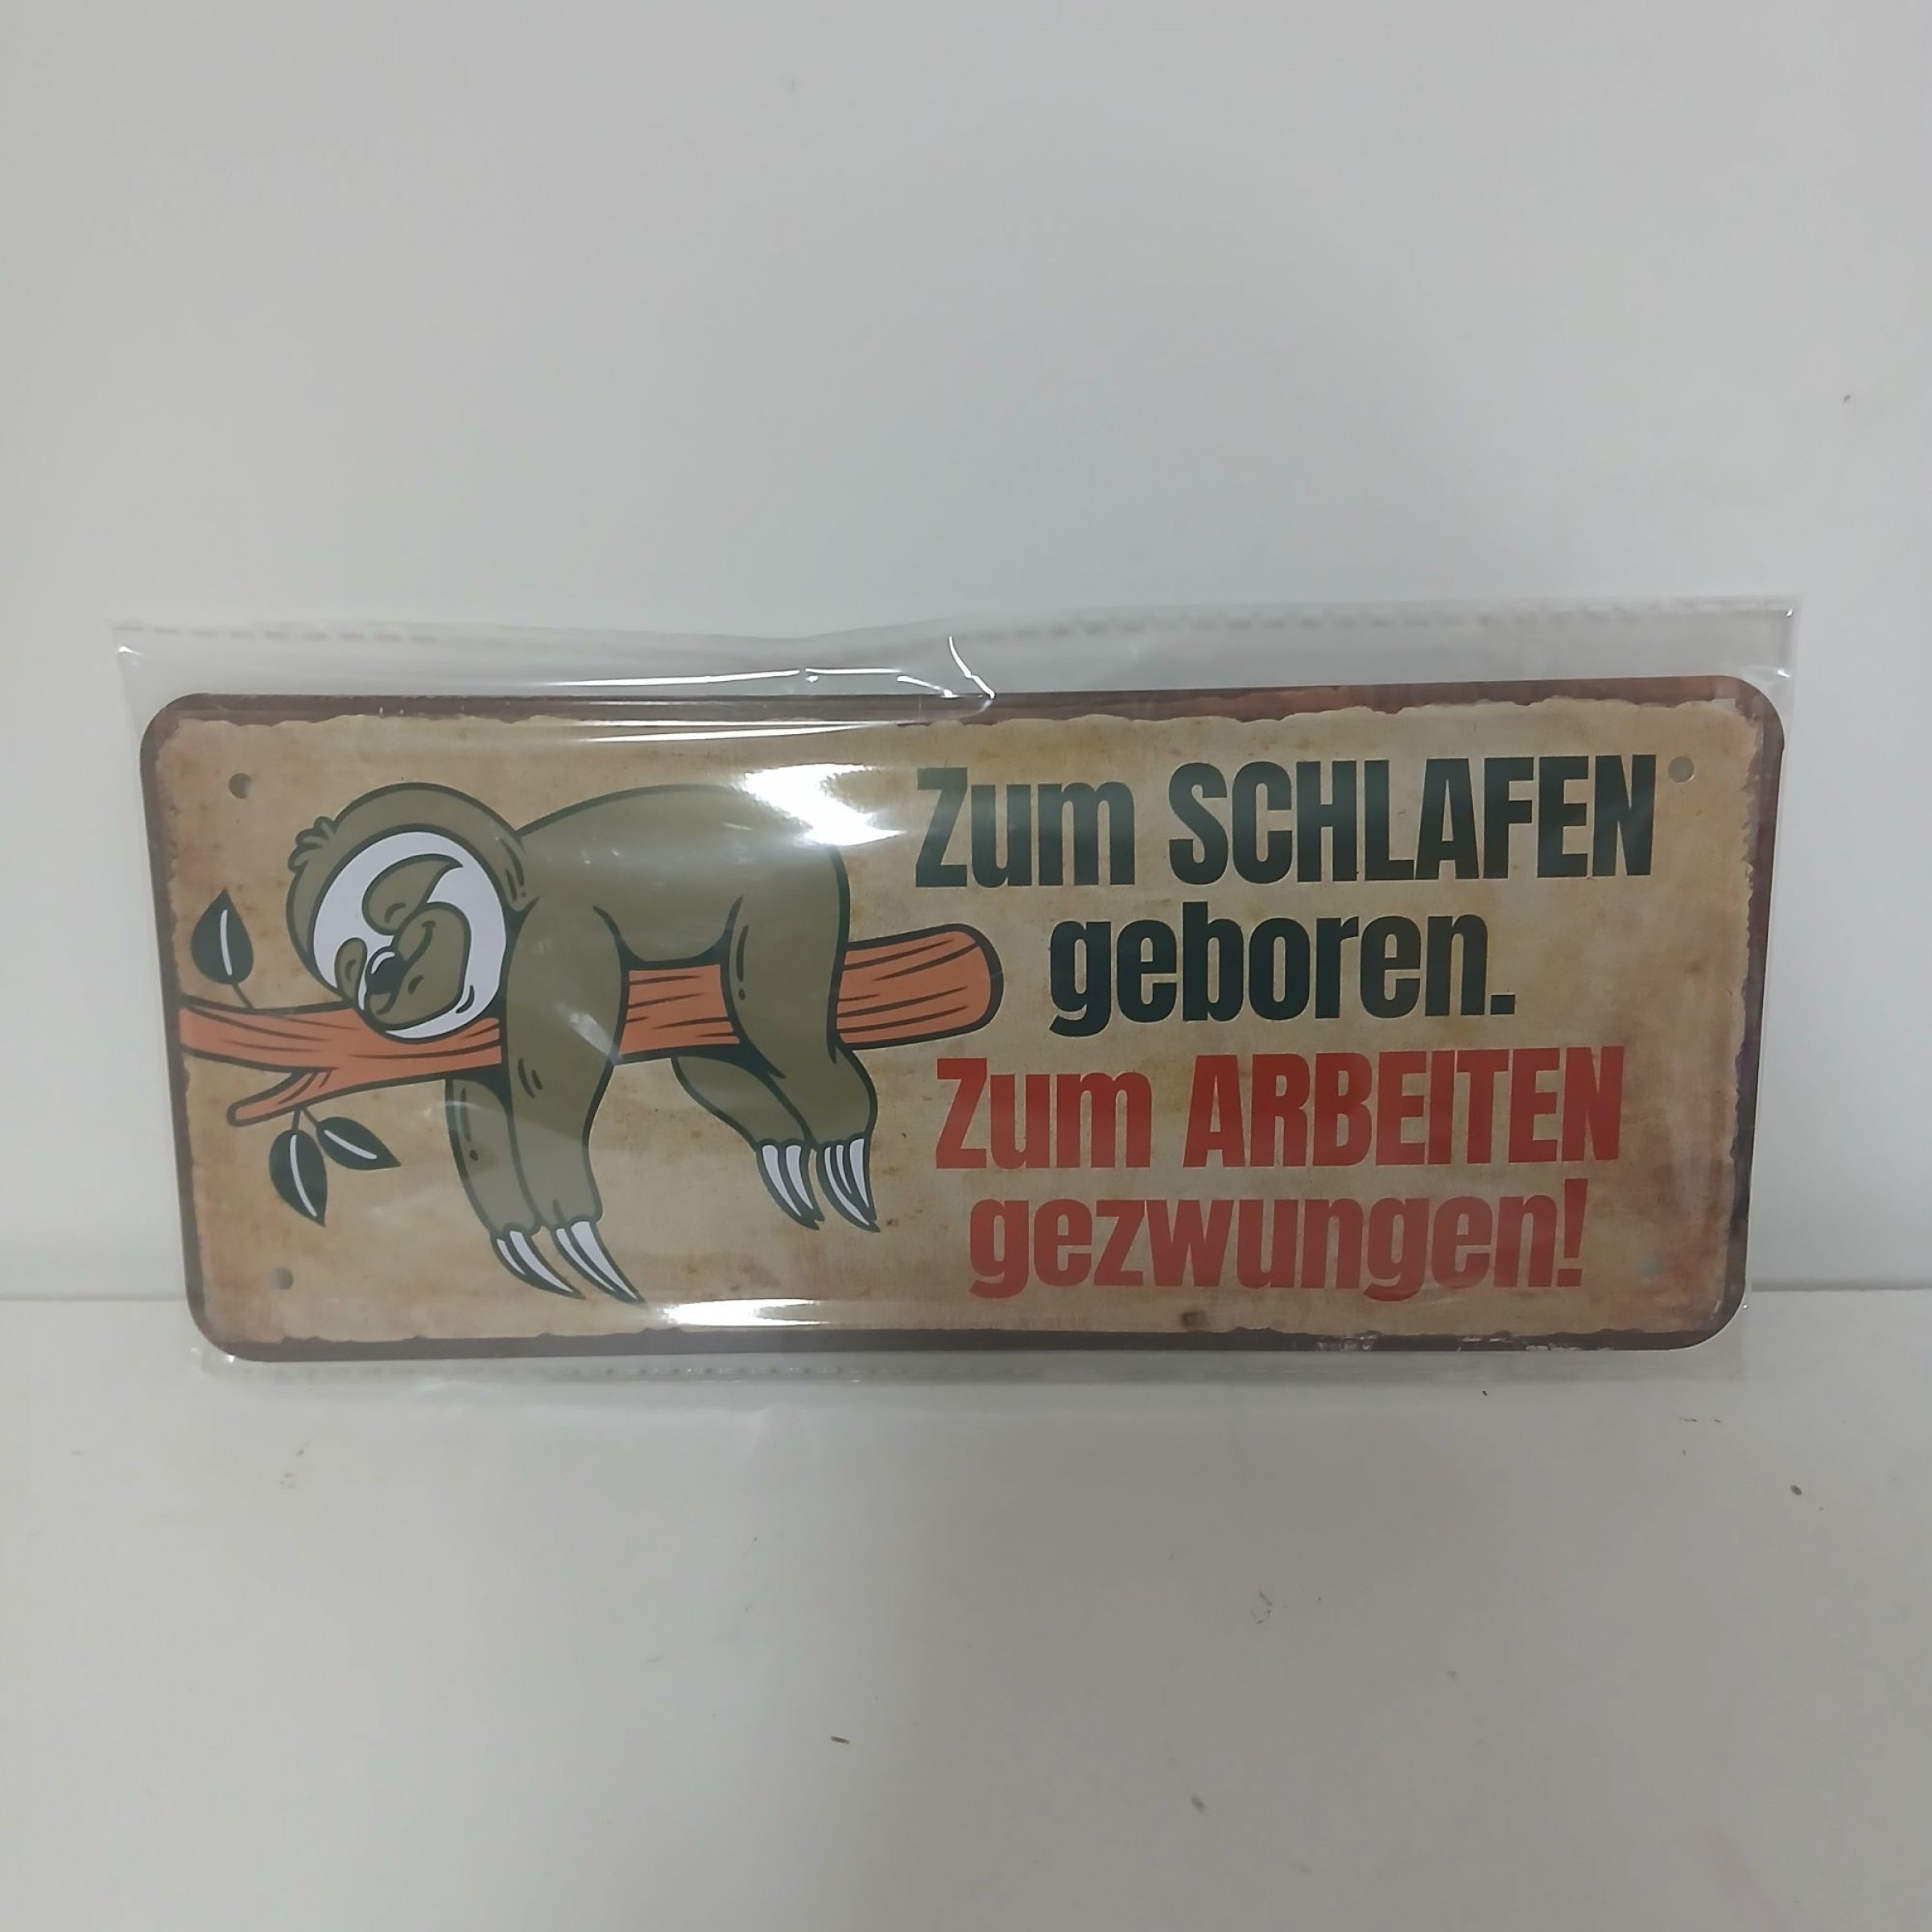 Zum SCHLAFEN
geboren.
Zum ARBEITEN
gezwungen!